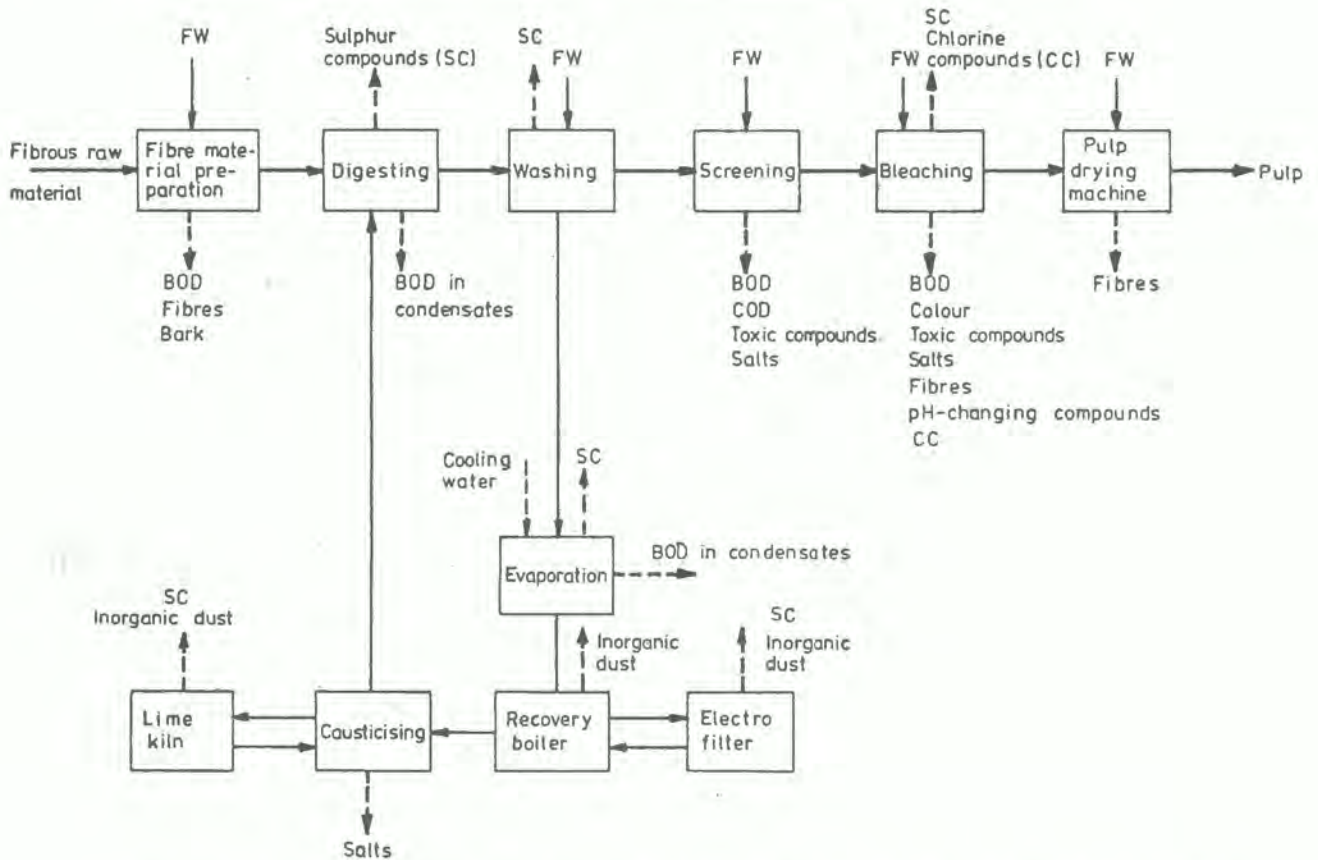 FW
Sulphur
compounds (SC)
SC
FW
FW
SC
Chlorine
FW compounds (CC)
FW
Fibrous raw
material
Fibre mate-
rial pre-
paration
Digesting
Washing
Screening
Bleaching
Pulp
drying
machine
Pulp
BOD
Fibres
Bark
BOD in
condensates
BOD
COD
Toxic compounds
Salts
BOD
Colour
Toxic compounds
Salts
Fibres
pH-changing compounds
CC
Fibres
Cooling
water
SC
Evaporation
BOD in condensates
SC
Inorganic dust
Inorganic
dust
SC
Inorganic
dust
Lime
kiln
Causticising
Recovery
boiler
Electro
filter
Salts